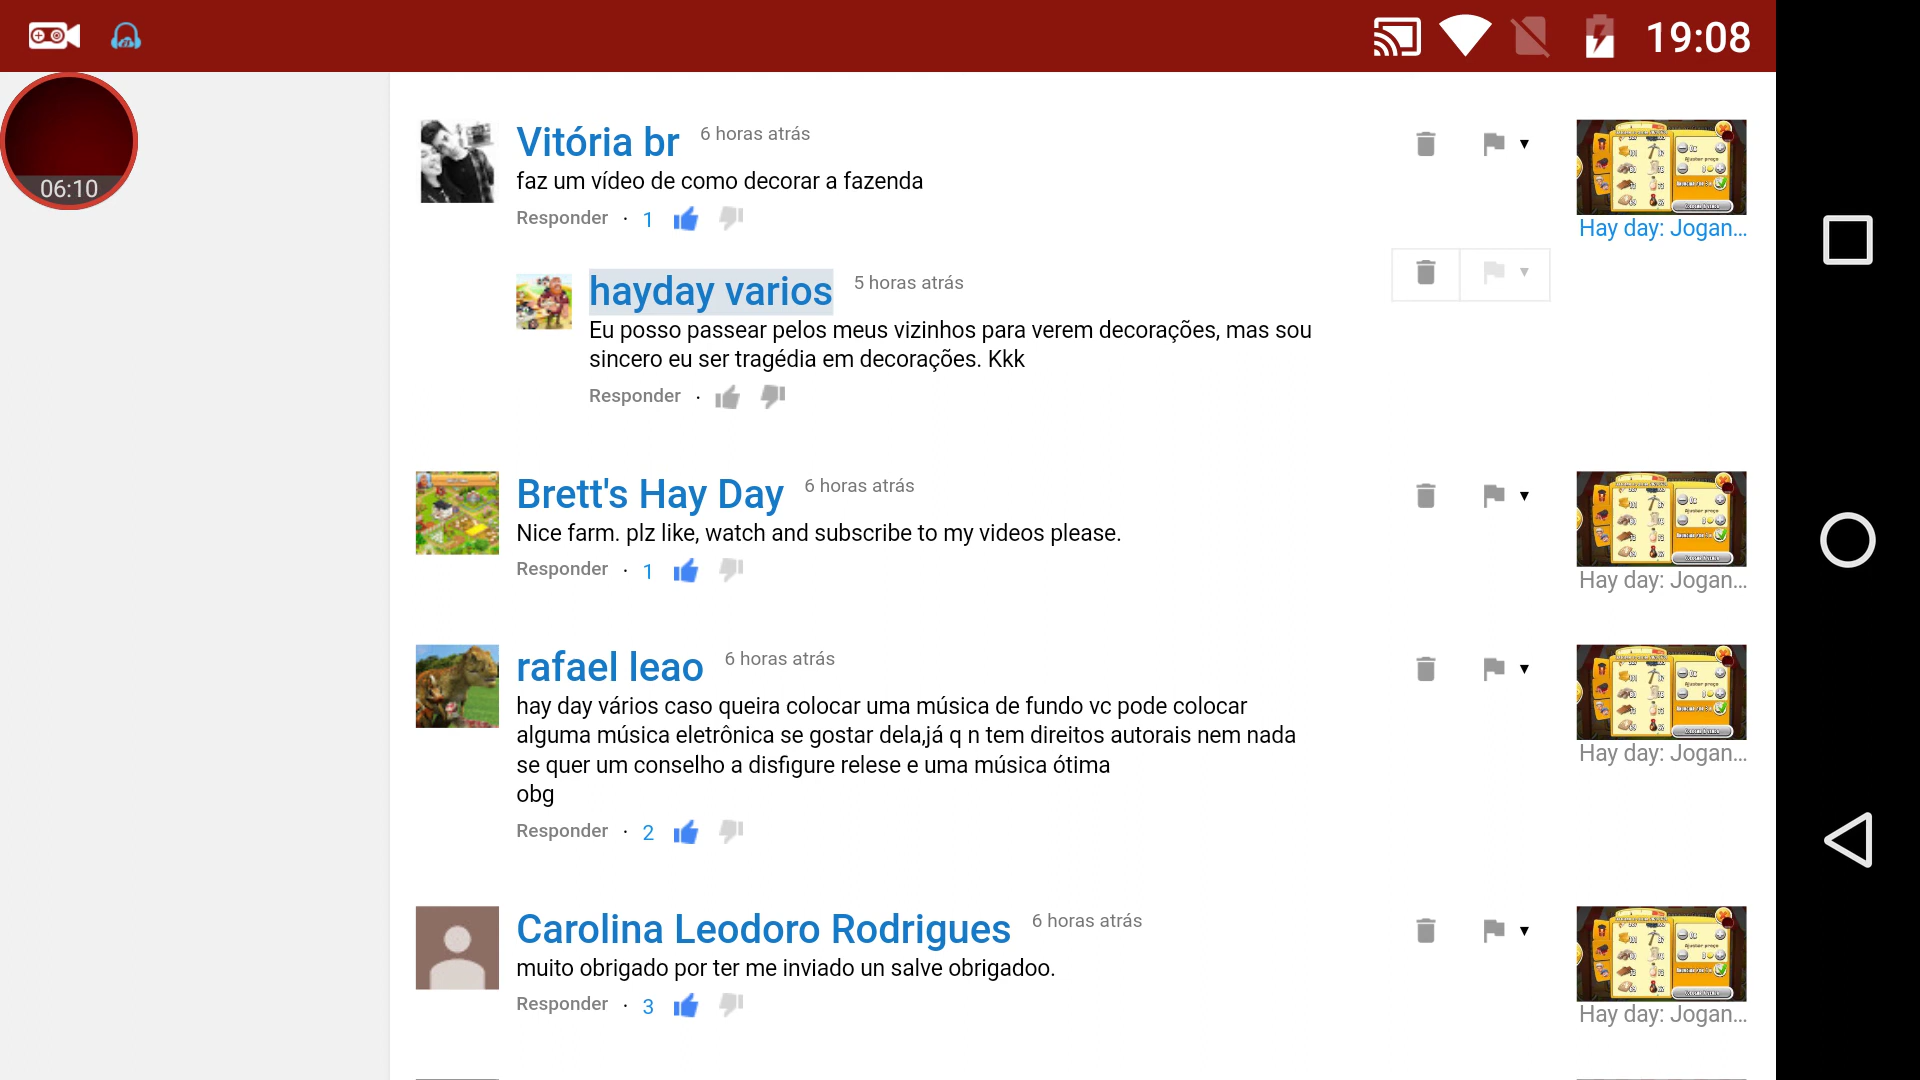 19:08
06:10
Vitória br 6 horas atrás
faz um vídeo de como decorar a fazenda
Responder · 1
Hay day: Jogan...
hayday varios 5 horas atrás
Eu posso passear pelos meus vizinhos para verem decorações, mas sou
sincero eu ser tragédia em decorações. Kkk
Responder ·
Brett's Hay Day 6 horas atrás
Nice farm. plz like, watch and subscribe to my videos please.
Responder · 1
Hay day: Jogan...
rafael leao 6 horas atrás
hay day vários caso queira colocar uma música de fundo vc pode colocar
alguma música eletrônica se gostar dela,já q n tem direitos autorais nem nada
se quer um conselho a disfigure relese e uma música ótima
obg
Responder · 2
Hay day: Jogan...
Carolina Leodoro Rodrigues 6 horas atrás
muito obrigado por ter me inviado un salve obrigadoo.
Responder · 3
Hay day: Jogan...